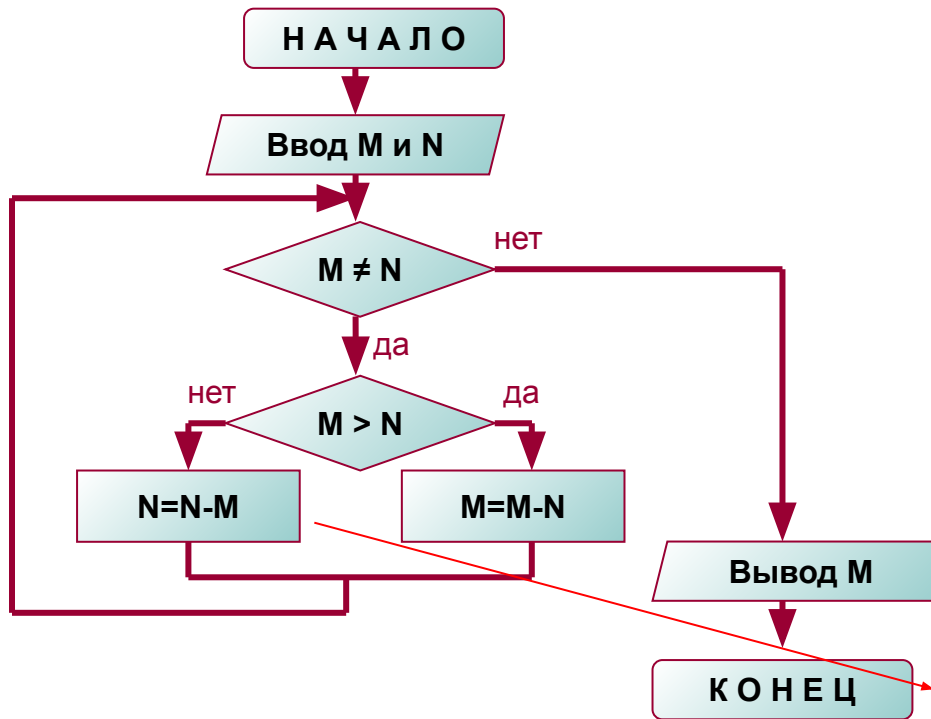 Н А Ч А Л О
Ввод M и N
M ≠ N
нет
да
M > N
нет
да
N=N-M
M=M-N
Вывод M
К О Н Е Ц